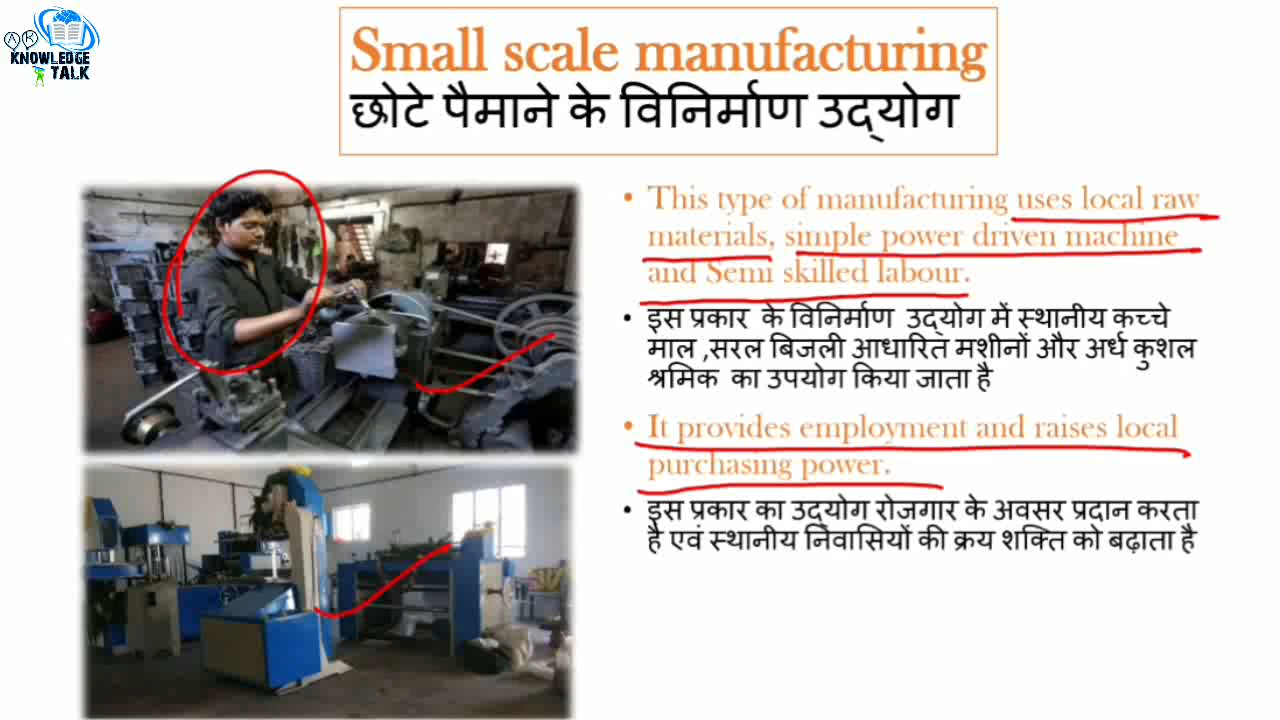 AK
KNOWLEDGE
TALK
Small scale manufacturing
छोटे पैमाने के विनिर्माण उद्योग
• This type of manufacturing uses local raw
materials, simple power driven machine
and Semi skilled labour.
• इस प्रकार के विनिर्माण उद्योग में स्थानीय कच्चे
माल ,सरल बिजली आधारित मशीनों और अर्ध कुशल
श्रमिक का उपयोग किया जाता है
• It provides employment and raises local
purchasing power.
• इस प्रकार का उद्योग रोजगार के अवसर प्रदान करता
है एवं स्थानीय निवासियों की क्रय शक्ति को बढ़ाता है